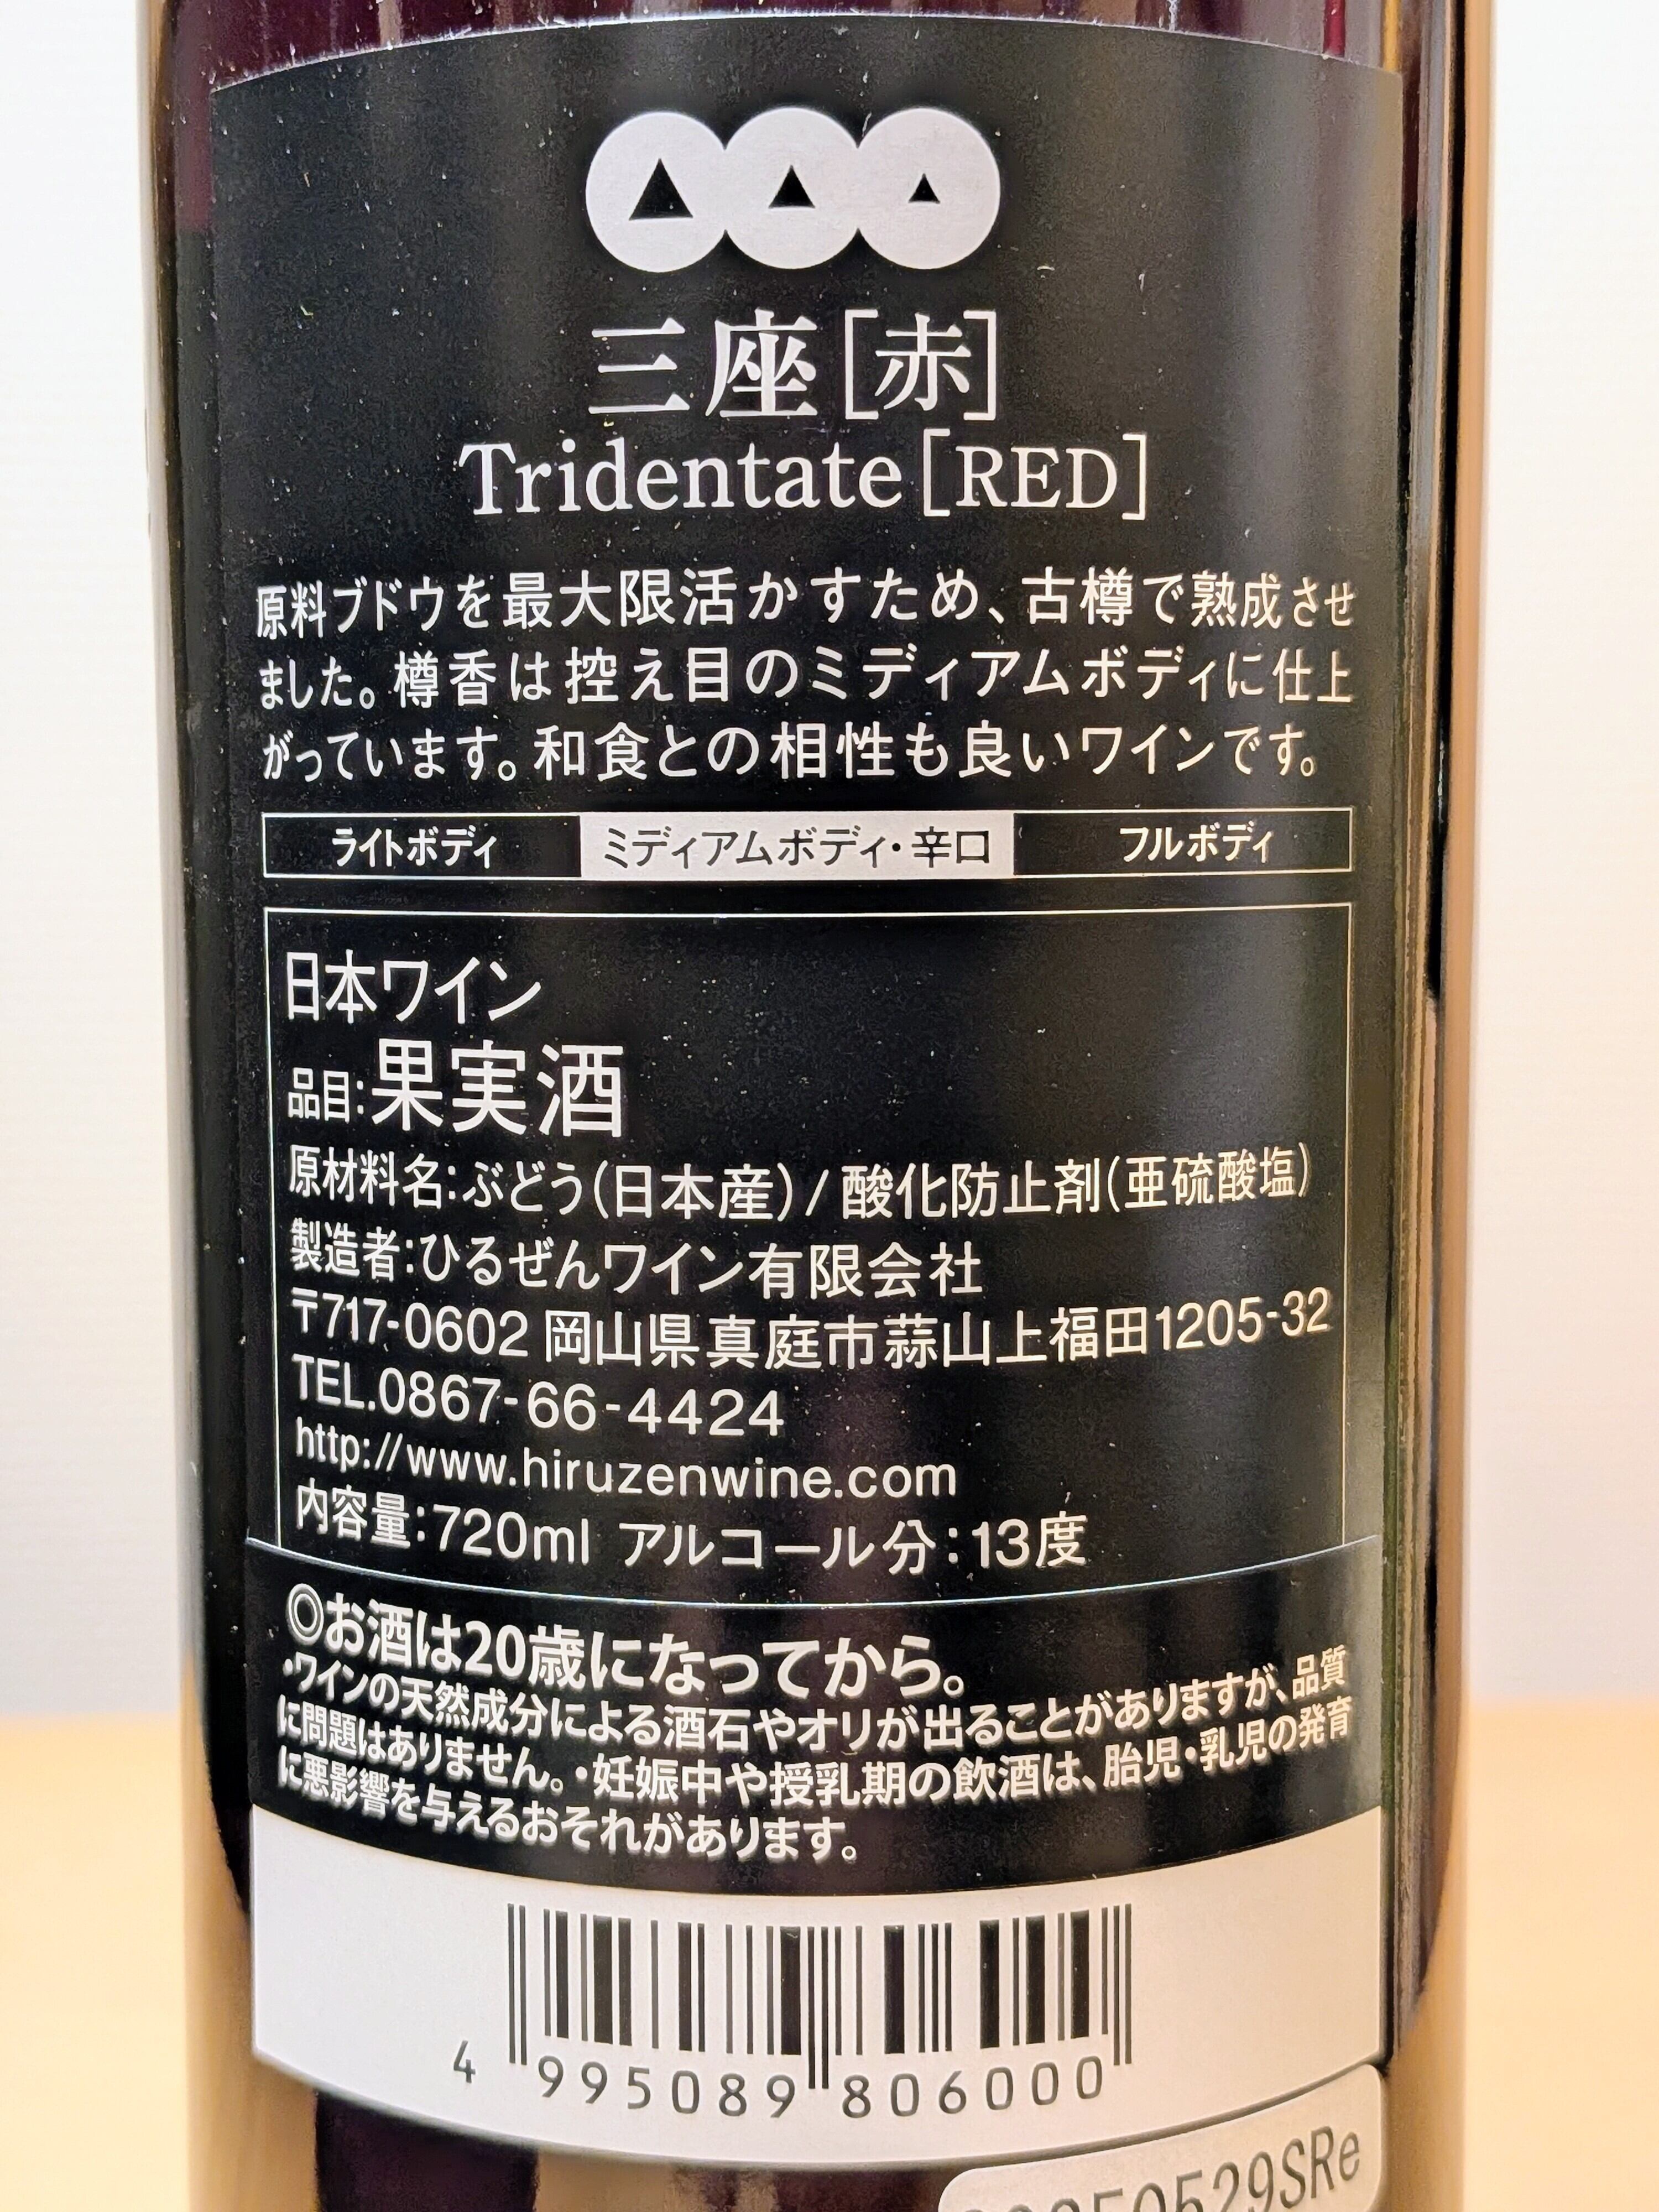 三座[赤]
Tridentate[RED]
原料ブドウを最大限活かすため、古樽で熟成させ
ました。樽香は控え目のミディアムボディに仕上
がっています。和食との相性も良いワインです。
ライトボディ ミディアムボディ・辛口 フルボディ
日本ワイン
品目:果実酒
原材料名:ぶどう(日本産)/酸化防止剤(亜硫酸塩)
製造者:ひるぜんワイン有限会社
〒717-0602 岡山県真庭市蒜山上福田1205-32
TEL.0867-66-4424
http://www.hiruzenwine.com
内容量:720ml アルコール分:13度
◎お酒は20歳になってから。
・ワインの天然成分による酒石やオリが出ることがありますが、品質
に問題はありません。・妊娠中や授乳期の飲酒は、胎児・乳児の発育
に悪影響を与えるおそれがあります。
4 995089 806000